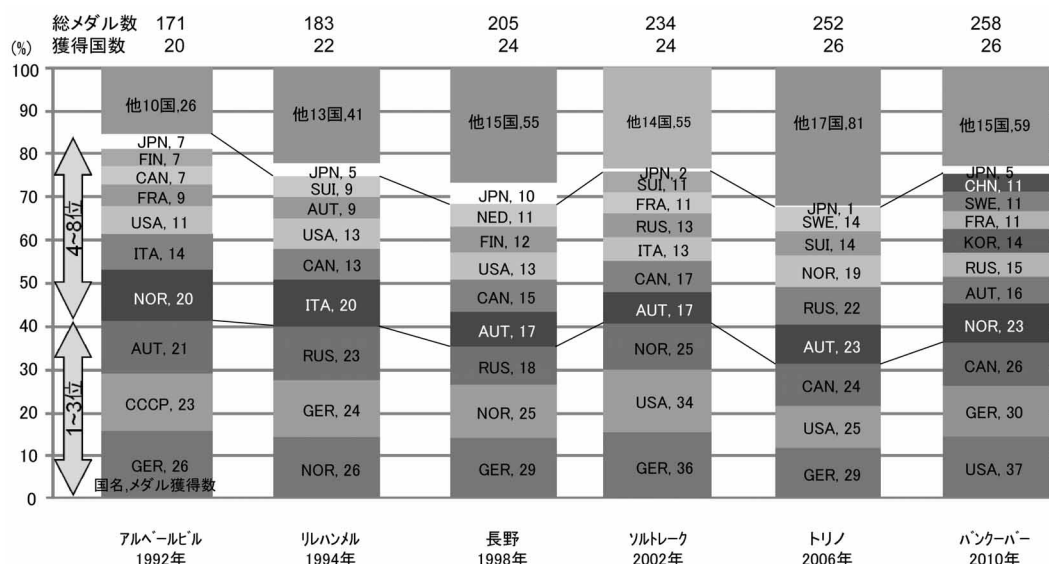 総メダル数 171 183 205 234 252 258
獲得国数 20 22 24 24 26 26
(%)
100
90
80
70
60
50
40
30
20
10
0
4~8位
1~3位
他10国,26
JPN, 7
FIN, 7
CAN, 7
FRA, 9
USA, 11
ITA, 14
NOR, 20
AUT, 21
CCCP, 23
GER, 26
国名,メダル獲得数
他13国,41
JPN, 5
SUI, 9
AUT, 9
USA, 13
CAN, 13
ITA, 20
RUS, 23
GER, 24
NOR, 26
他15国,55
JPN, 10
NED, 11
FIN, 12
USA, 13
CAN, 15
AUT, 17
RUS, 18
NOR, 25
GER, 29
他14国,55
JPN, 2
SUI, 11
FRA, 11
RUS, 13
ITA, 13
CAN, 17
AUT, 17
NOR, 25
USA, 34
GER, 36
他17国,81
JPN, 1
SWE, 14
SUI, 14
NOR, 19
RUS, 22
AUT, 23
CAN, 24
USA, 25
GER, 29
他15国,59
JPN, 5
CHN, 11
SWE, 11
FRA, 11
KOR, 14
RUS, 15
AUT, 16
NOR, 23
CAN, 26
GER, 30
USA, 37
アルベールビル リレハンメル 長野 ソルトレーク トリノ バンクーバー
1992年 1994年 1998年 2002年 2006年 2010年